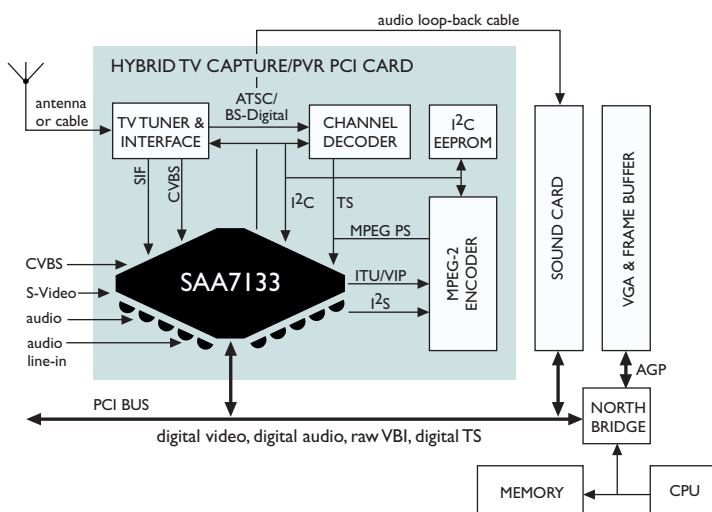 audio loop-back cable
HYBRID TV CAPTURE/PVR PCI CARD
antenna
or cable
TV TUNER &
INTERFACE
ATSC/
BS-Digital
CHANNEL
DECODER
I2C
EEPROM
SIF
CVBS
I2C
TS
MPEG PS
MPEG-2
ENCODER
SOUND CARD
VGA & FRAME BUFFER
CVBS
S-Video
audio
audio
line-in
SAA7133
ITU/VIP
I2S
AGP
PCI BUS
NORTH
BRIDGE
digital video, digital audio, raw VBI, digital TS
MEMORY
CPU